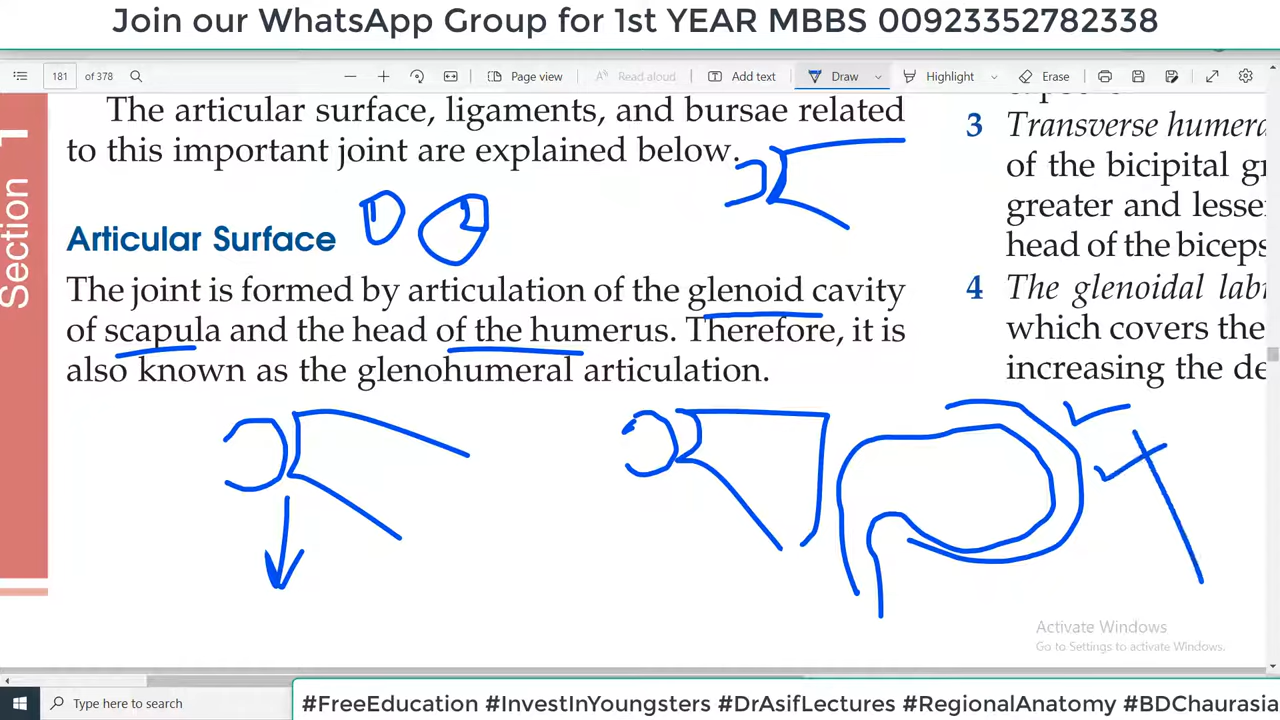 Join our WhatsApp Group for 1st YEAR MBBS 00923352782338
181 of 378
Page view
Read aloud
Add text
Draw
Highlight
Erase
Section 1
The articular surface, ligaments, and bursae related
to this important joint are explained below.
Articular Surface
The joint is formed by articulation of the glenoid cavity
of scapula and the head of the humerus. Therefore, it is
also known as the glenohumeral articulation.
3 Transverse humera
of the bicipital gr
greater and lesse
head of the biceps
4 The glenoidal lab
which covers the
increasing the de
Activate Windows
Go to Settings to activate Windows.
Type here to search
#FreeEducation #InvestInYoungsters #DrAsifLectures #RegionalAnatomy #BDChaurasia